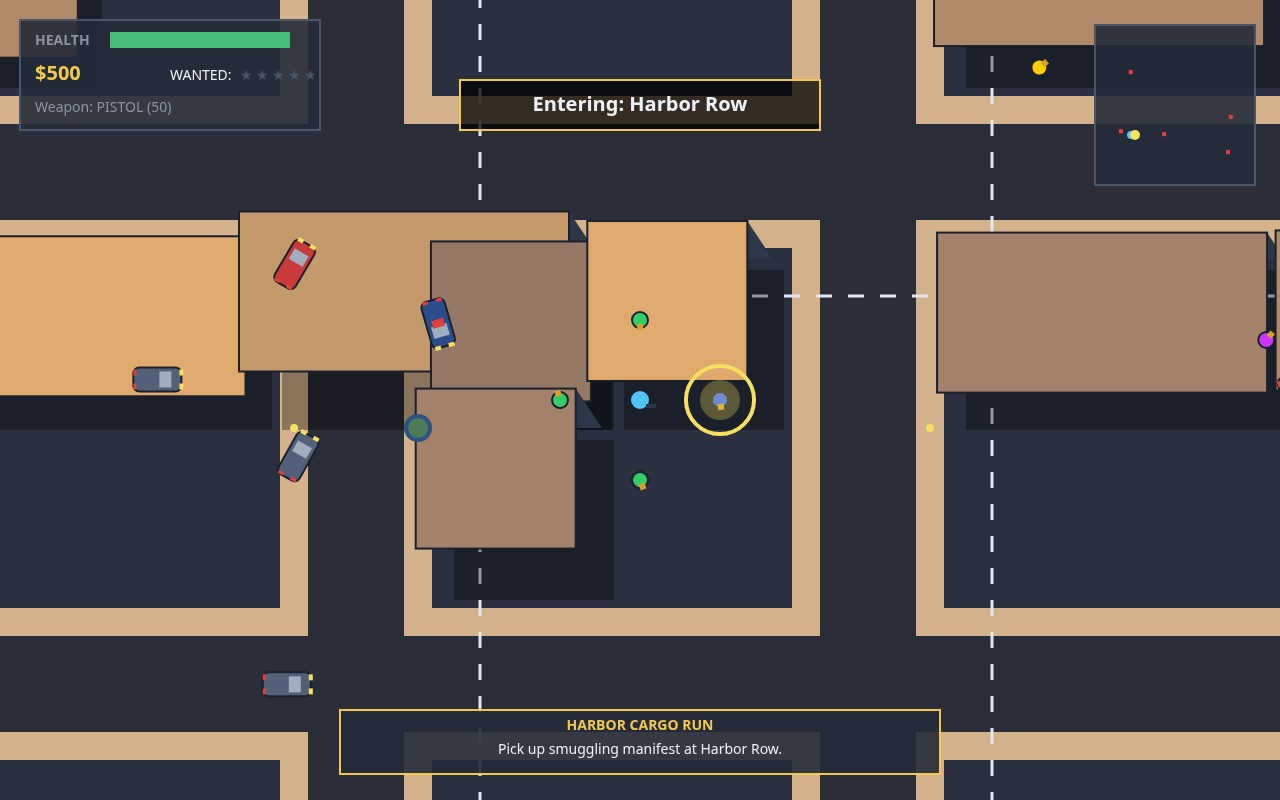 HEALTH
$500
WANTED: ★ ★ ★ ★ ★
Weapon: PISTOL (50)
Entering: Harbor Row
HARBOR CARGO RUN
Pick up smuggling manifest at Harbor Row.